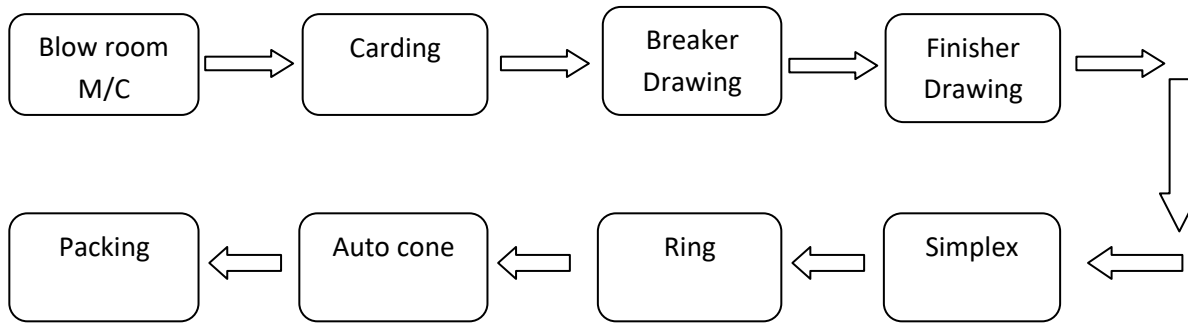 Blow room
M/C
Carding
Breaker
Drawing
Finisher
Drawing
Packing
Auto cone
Ring
Simplex